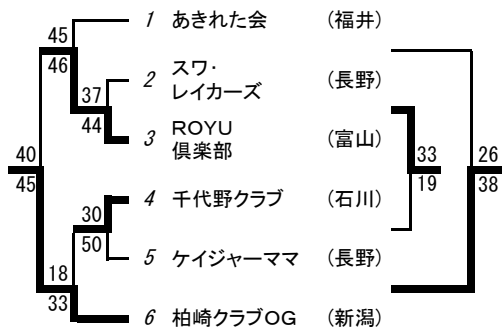 45
1 あきれた会 (福井)
46
2 スワ・
レイカーズ (長野)
37
44
3 ROYU
倶楽部 (富山)
40
45
33
19
26
38
4 千代野クラブ (石川)
30
50
5 ケイジャーママ (長野)
18
33
6 柏崎クラブOG (新潟)